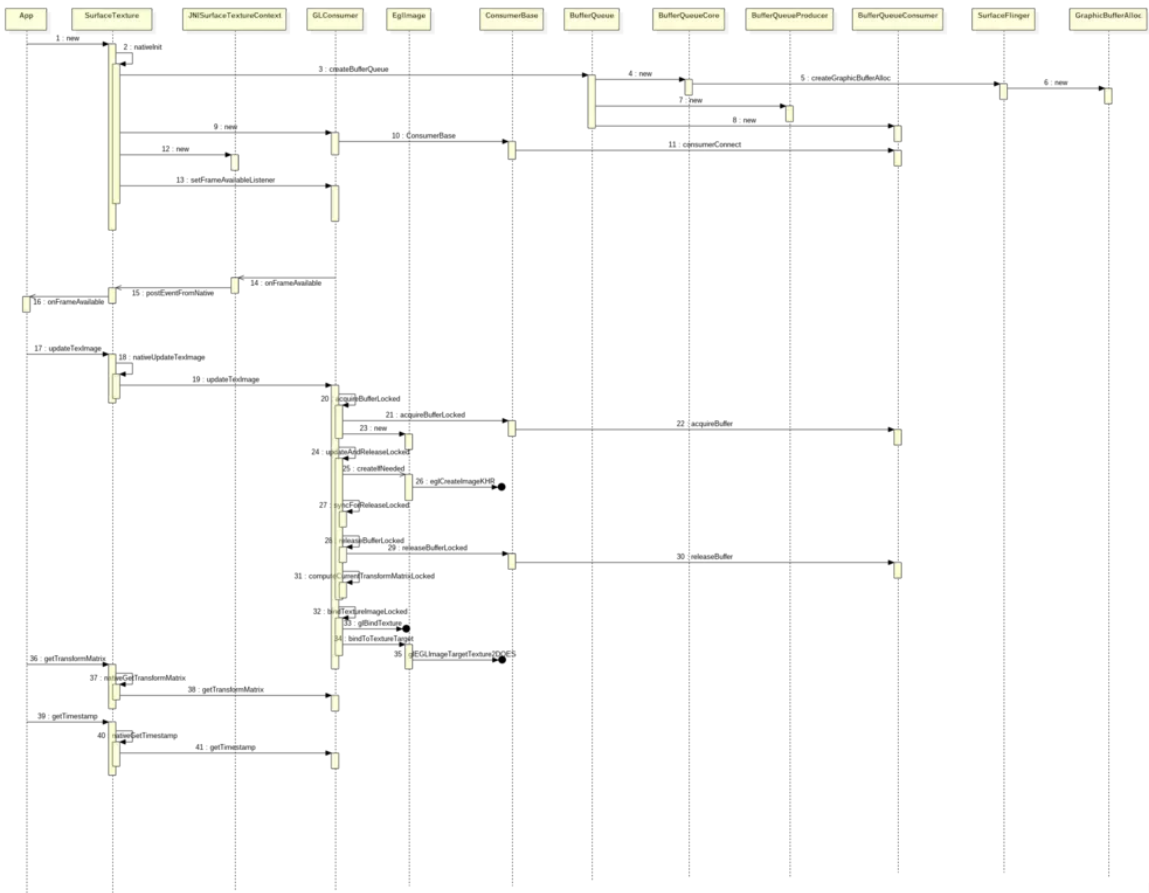 App
SurfaceTexture
JNISurfaceTextureContext
GLConsumer
EglImage
ConsumerBase
BufferQueue
BufferQueueCore
BufferQueueProducer
BufferQueueConsumer
SurfaceFlinger
GraphicBufferAlloc
1 : new
2 : nativeInit
3 : createBufferQueue
4 : new
5 : createGraphicBufferAlloc
6 : new
7 : new
8 : new
9 : new
10 : ConsumerBase
11 : consumerConnect
12 : new
13 : setFrameAvailableListener
14 : onFrameAvailable
15 : postEventFromNative
16 : onFrameAvailable
17 : updateTexImage
18 : nativeUpdateTexImage
19 : updateTexImage
20 : acquireBufferLocked
21 : acquireBufferLocked
22 : acquireBuffer
23 : new
24 : updateAndReleaseLocked
25 : createIfNeeded
26 : eglCreateImageKHR
27 : syncForReleaseLocked
28 : releaseBufferLocked
29 : releaseBufferLocked
30 : releaseBuffer
31 : computeCurrentTransformMatrixLocked
32 : bindTextureImageLocked
33 : glBindTexture
34 : bindToTextureTarget
35 : glEGLImageTargetTexture2DOES
36 : getTransformMatrix
37 : nativeGetTransformMatrix
38 : getTransformMatrix
39 : getTimestamp
40 : nativeGetTimestamp
41 : getTimestamp